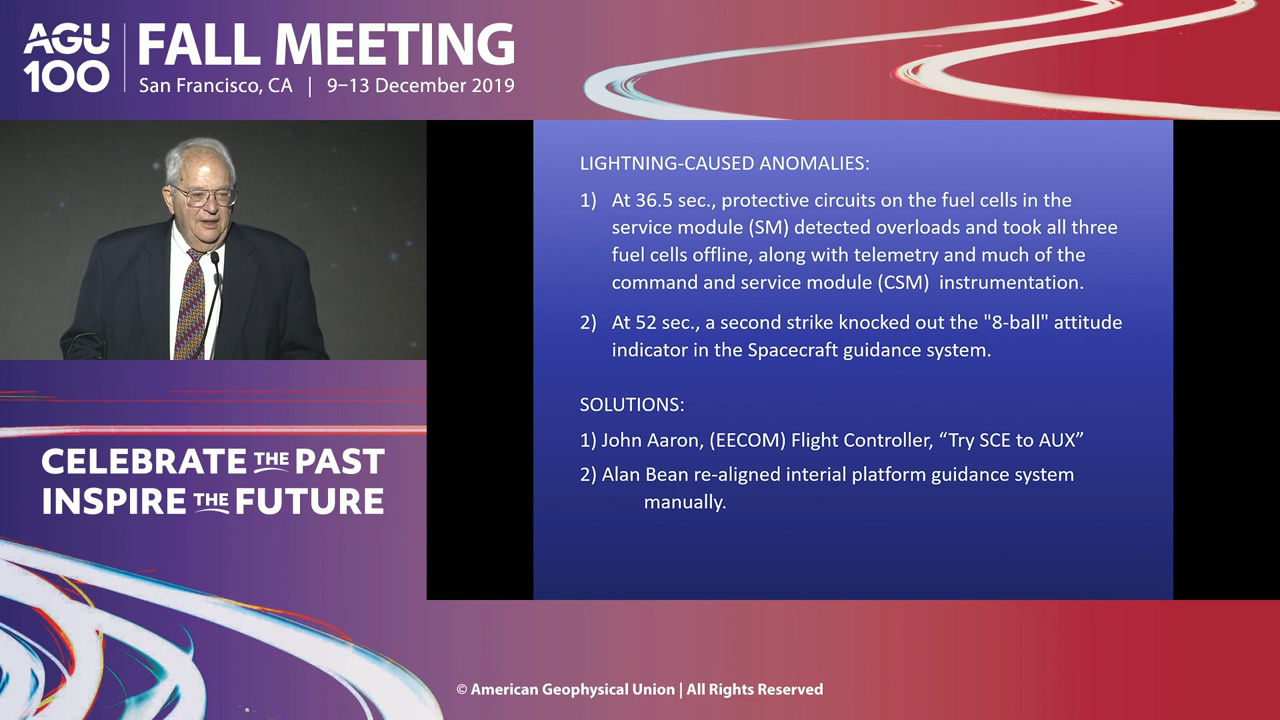 AGU
100
FALL MEETING
San Francisco, CA | 9–13 December 2019
LIGHTNING-CAUSED ANOMALIES:
1) At 36.5 sec., protective circuits on the fuel cells in the
service module (SM) detected overloads and took all three
fuel cells offline, along with telemetry and much of the
command and service module (CSM) instrumentation.
2) At 52 sec., a second strike knocked out the "8-ball" attitude
indicator in the Spacecraft guidance system.
SOLUTIONS:
1) John Aaron, (EECOM) Flight Controller, “Try SCE to AUX”
2) Alan Bean re-aligned interial platform guidance system
manually.
CELEBRATE THE PAST
INSPIRE THE FUTURE
© American Geophysical Union | All Rights Reserved